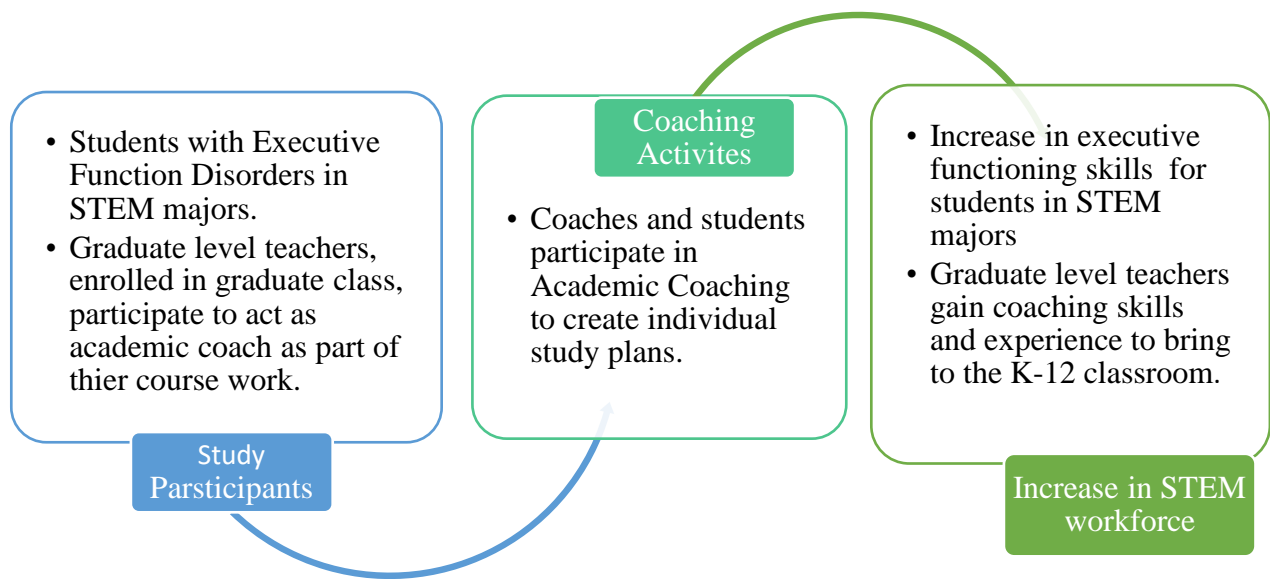 • Students with Executive
Function Disorders in
STEM majors.
• Graduate level teachers,
enrolled in graduate class,
participate to act as
academic coach as part of
thier course work.
Study
Parsticipants
Coaching
Activites
• Coaches and students
participate in
Academic Coaching
to create individual
study plans.
• Increase in executive
functioning skills for
students in STEM
majors
• Graduate level teachers
gain coaching skills
and experience to bring
to the K-12 classroom.
Increase in STEM
workforce